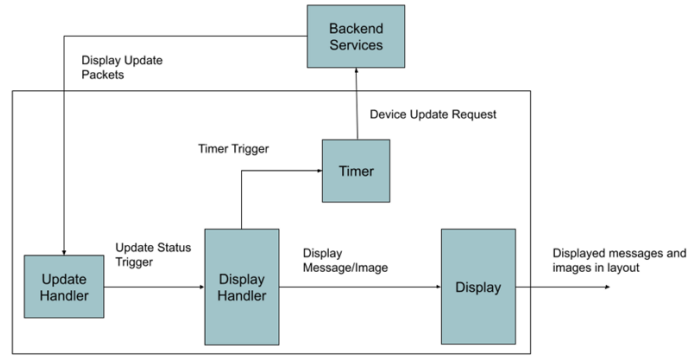 Backend
Services
Display Update
Packets
Device Update Request
Timer Trigger
Timer
Update Status
Trigger
Display
Message/Image
Displayed messages and
images in layout
Update
Handler
Display
Handler
Display